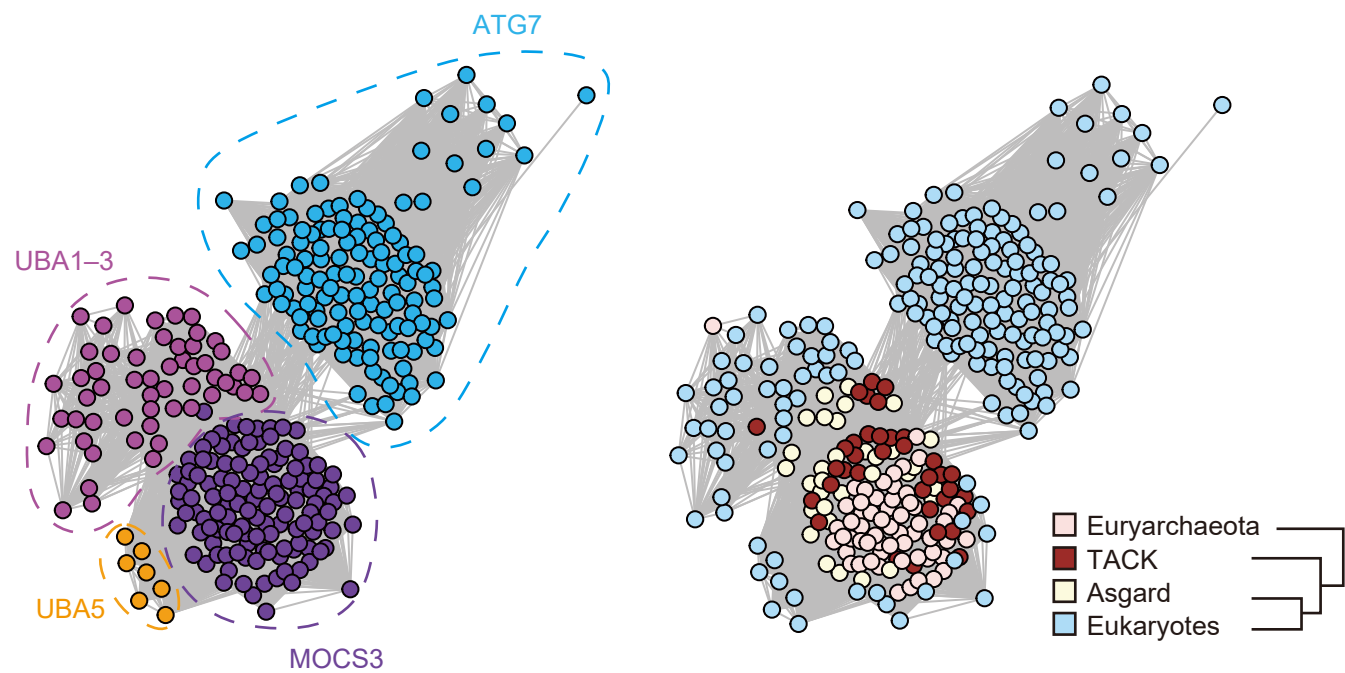 ATG7
UBA1–3
UBA5
MOCS3
Euryarchaeota
TACK
Asgard
Eukaryotes